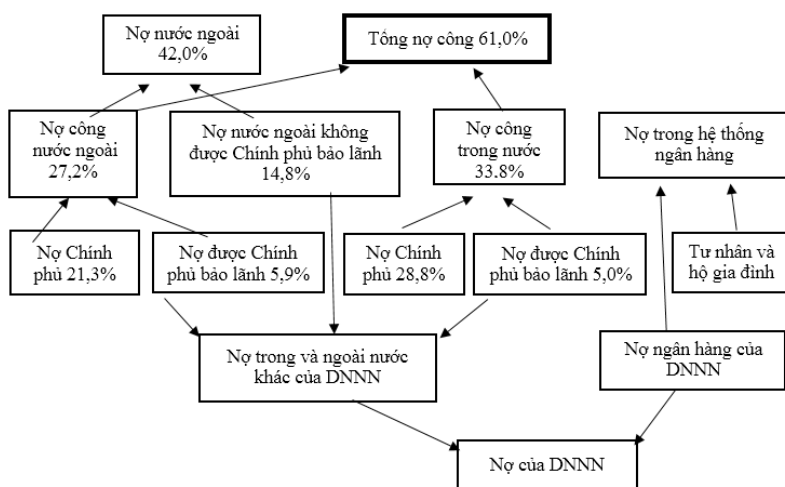 Nợ nước ngoài
42,0%
Tổng nợ công 61,0%
Nợ công
nước ngoài
27,2%
Nợ nước ngoài không
được Chính phủ bảo lãnh
14,8%
Nợ công
trong nước
33.8%
Nợ trong hệ thống
ngân hàng
Nợ Chính
phủ 21,3%
Nợ được Chính
phủ bảo lãnh 5,9%
Nợ Chính
phủ 28,8%
Nợ được Chính
phủ bảo lãnh 5,0%
Tư nhân và
hộ gia đình
Nợ trong và ngoài nước
khác của DNNN
Nợ ngân hàng của
DNNN
Nợ của DNNN